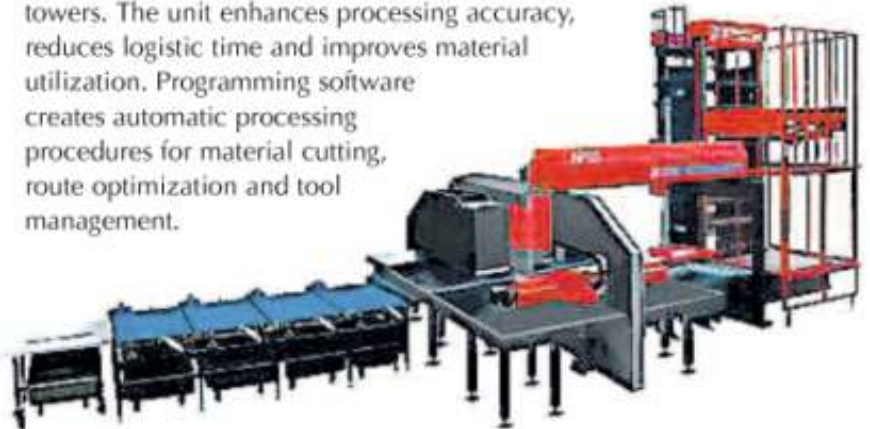 towers. The unit enhances processing accuracy,
reduces logistic time and improves material
utilization. Programming software
creates automatic processing
procedures for material cutting,
route optimization and tool
management.